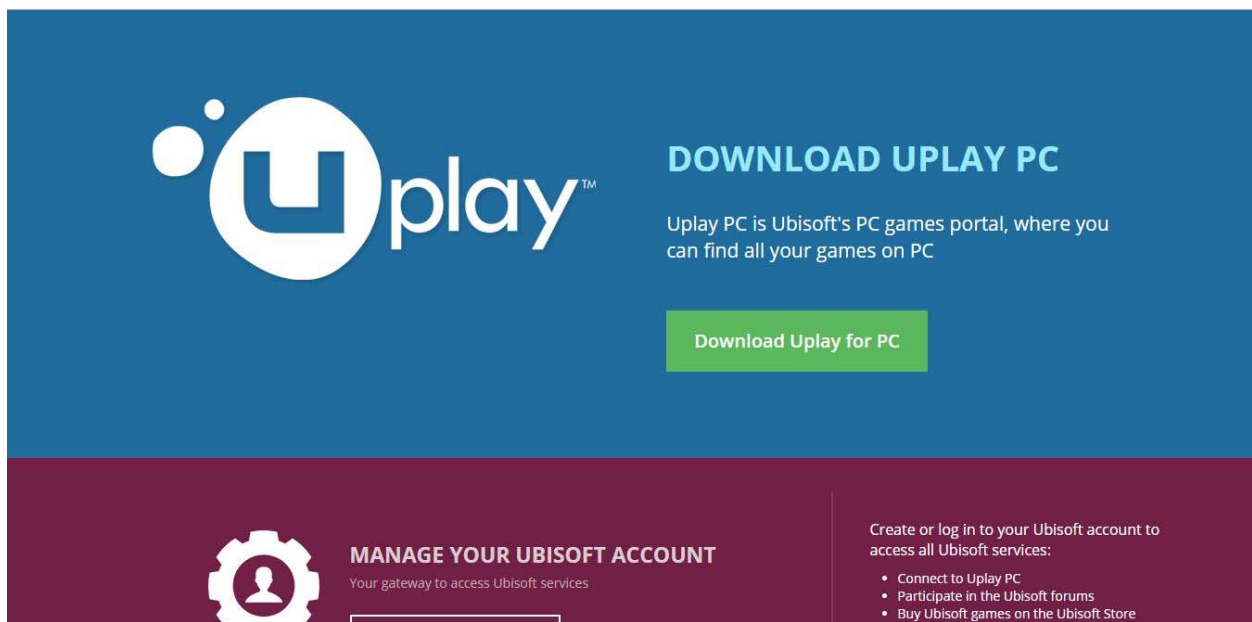 uplay™
DOWNLOAD UPLAY PC
Uplay PC is Ubisoft's PC games portal, where you
can find all your games on PC
Download Uplay for PC
MANAGE YOUR UBISOFT ACCOUNT
Your gateway to access Ubisoft services
Create or log in to your Ubisoft account to
access all Ubisoft services:
• Connect to Uplay PC
• Participate in the Ubisoft forums
• Buy Ubisoft games on the Ubisoft Store